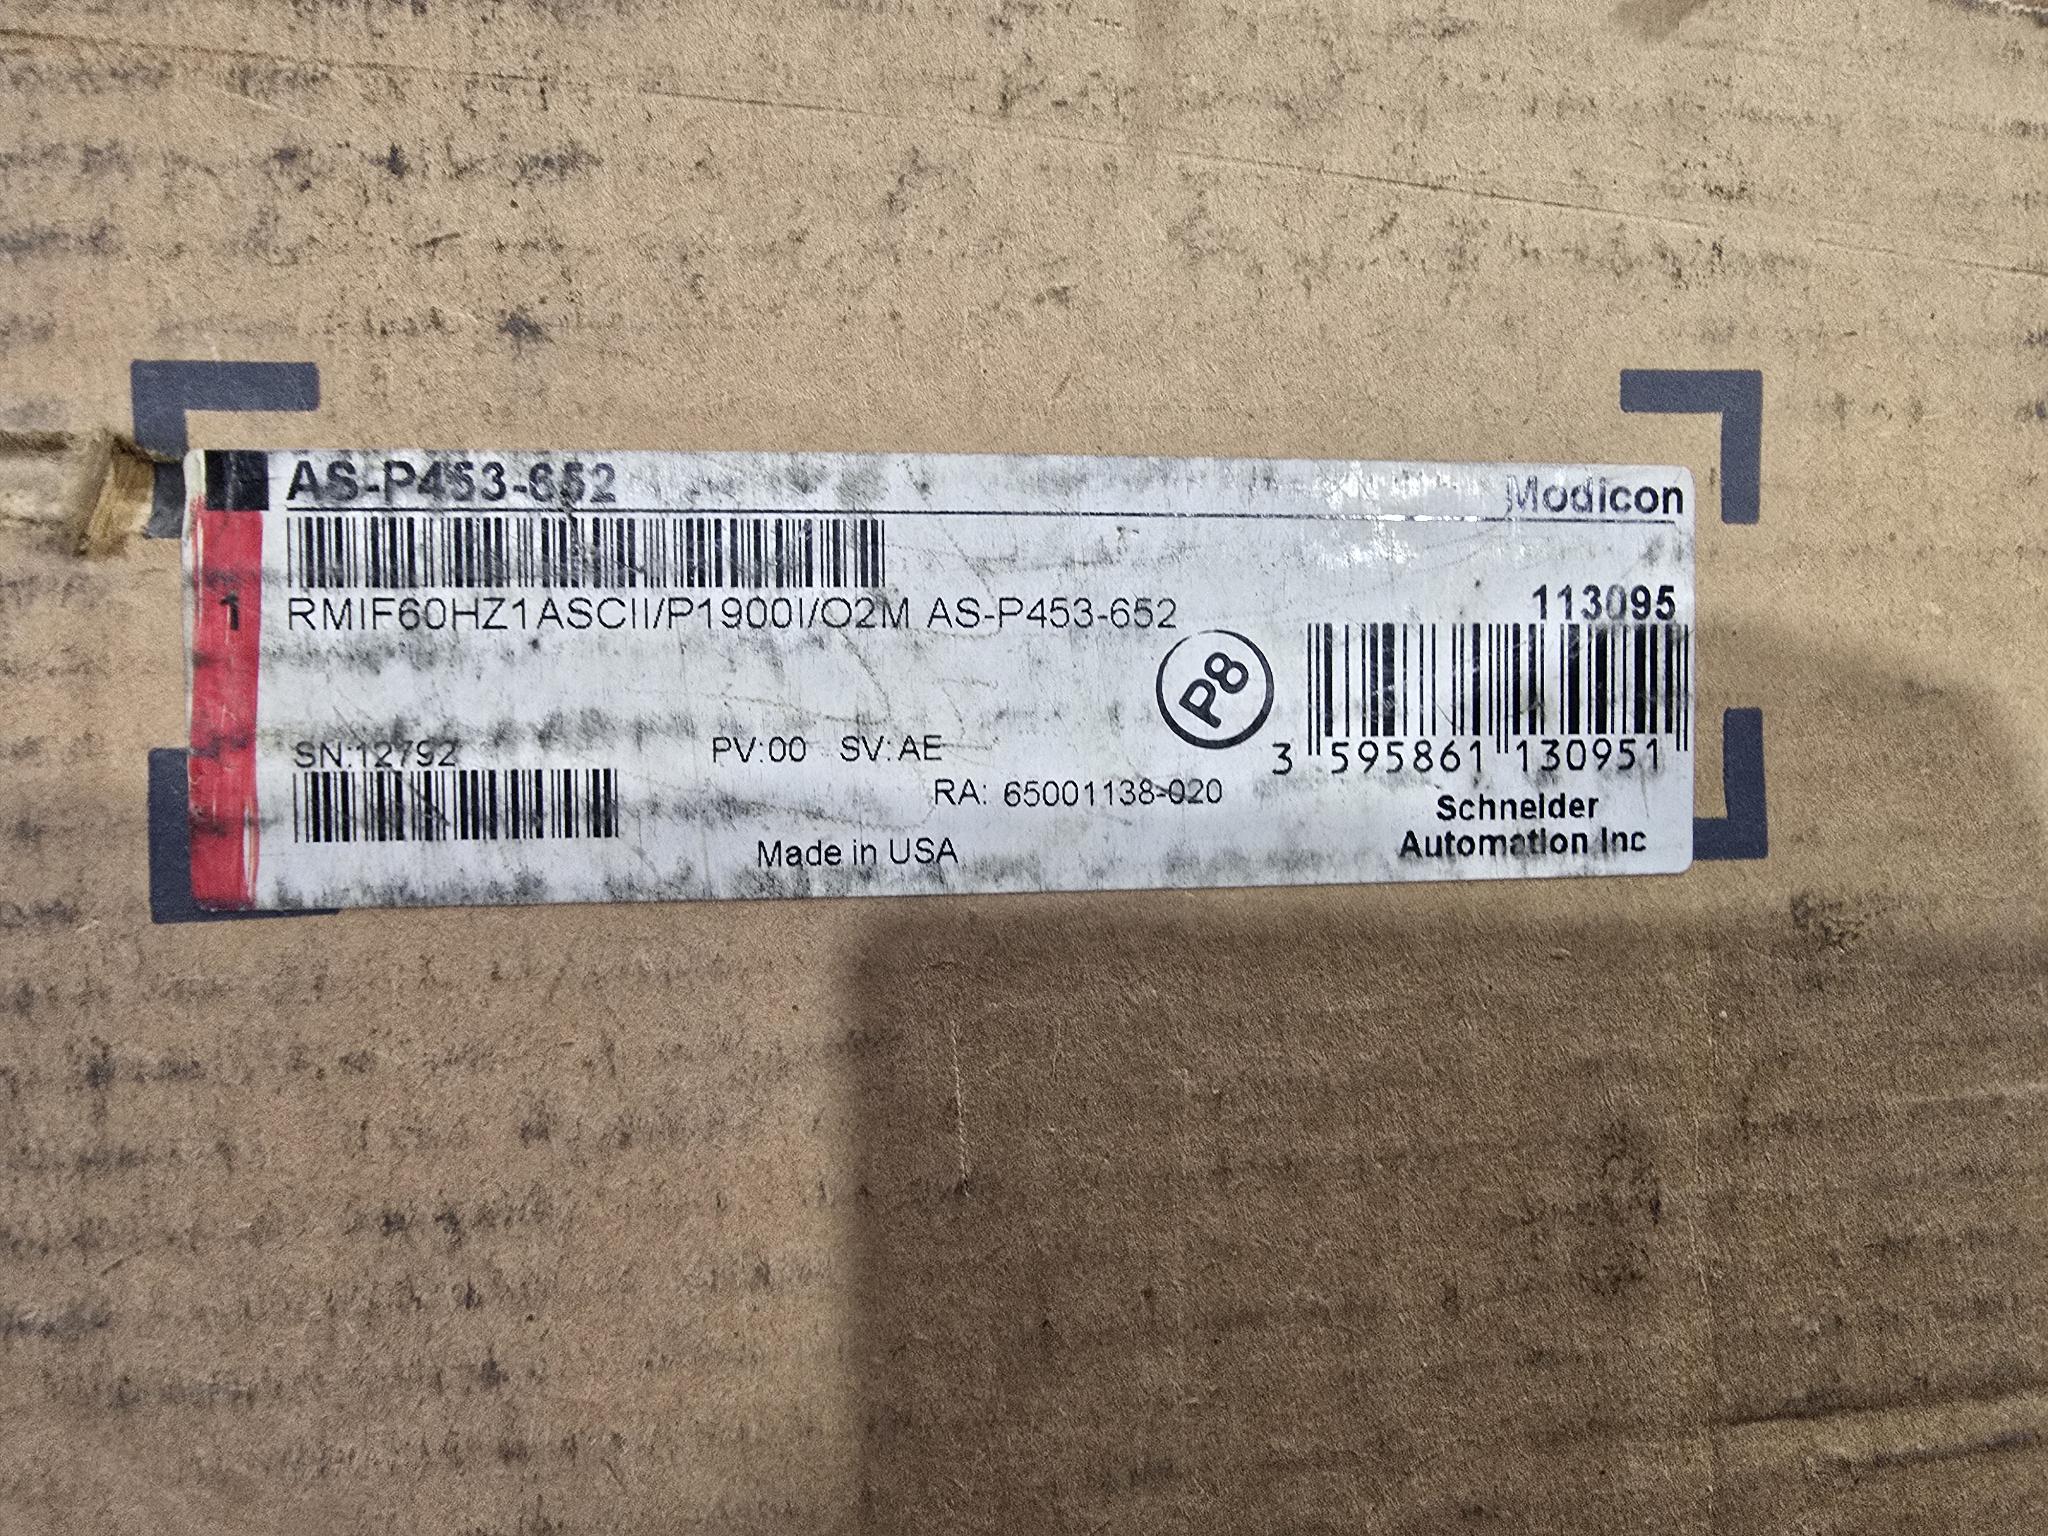 AS-P453-652
Modicon
1
RMIF60HZ1ASCII/P1900I/O2M AS-P453-652
113095
P8
SN:12792
PV:00 SV:AE
3 595861 130951
RA: 65001138-020
Schneider
Automation Inc
Made in USA